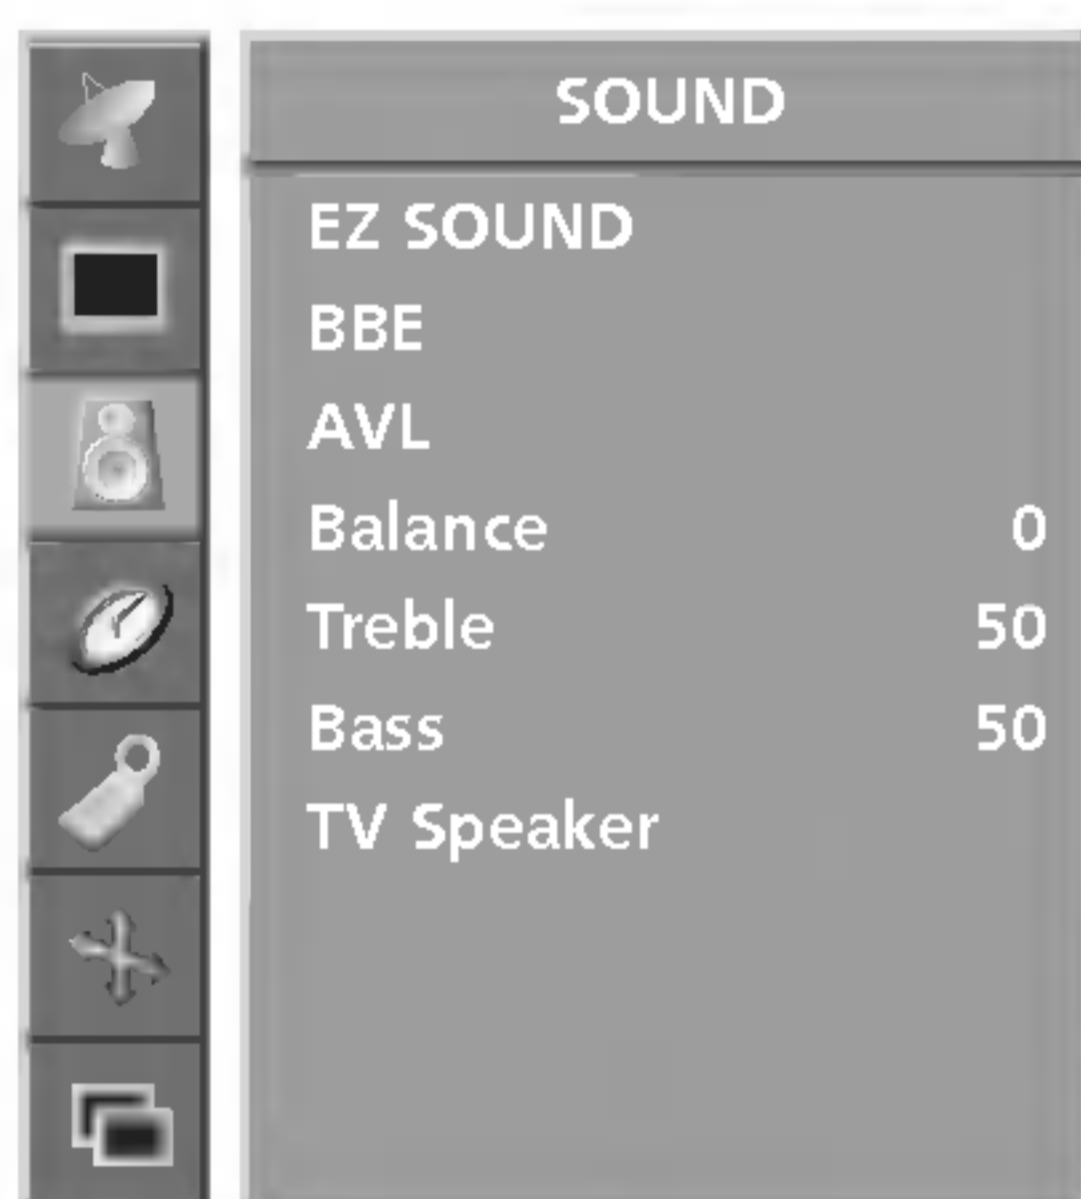 SOUND
EZ SOUND
BBE
AVL
Balance 0
Treble 50
Bass 50
TV Speaker